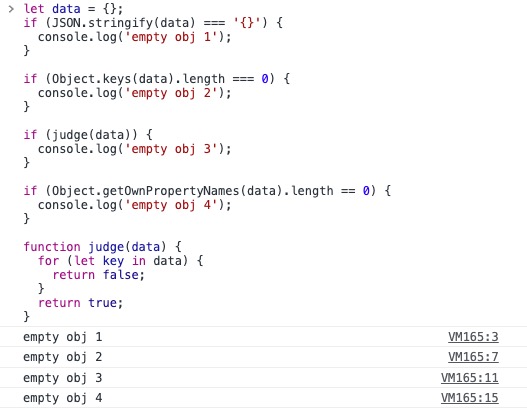 > let data = {};
if (JSON.stringify(data) === '{}') {
  console.log('empty obj 1');
}

if (Object.keys(data).length === 0) {
  console.log('empty obj 2');
}

if (judge(data)) {
  console.log('empty obj 3');
}

if (Object.getOwnPropertyNames(data).length == 0) {
  console.log('empty obj 4');
}

function judge(data) {
  for (let key in data) {
    return false;
  }
  return true;
}
empty obj 1 VM165:3
empty obj 2 VM165:7
empty obj 3 VM165:11
empty obj 4 VM165:15